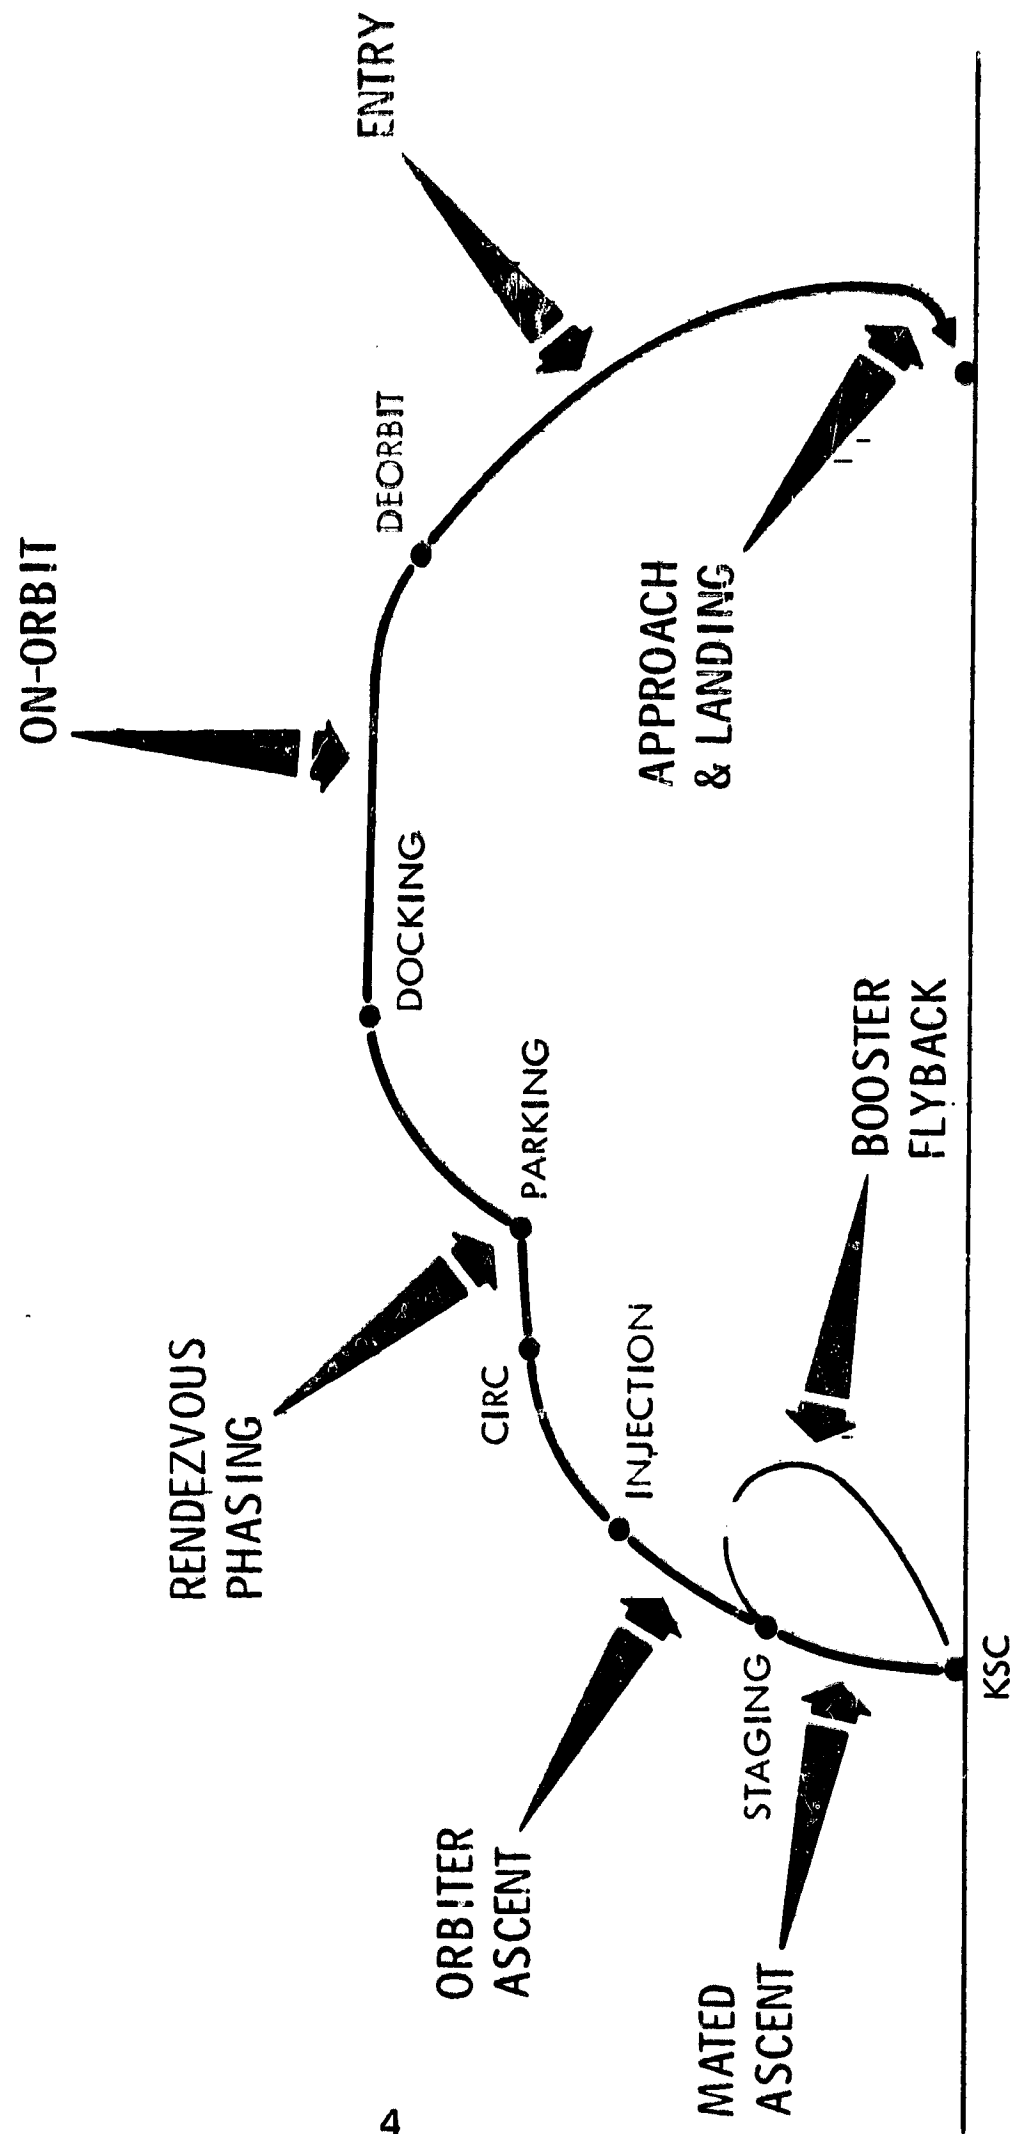 ON-ORBIT
ENTRY
RENDEZVOUS
PHASING
DEORBIT
DOCKING
ORBITER
ASCENT
CIRC
PARKING
INJECTION
APPROACH
& LANDING
MATED
ASCENT
STAGING
BOOSTER
FLYBACK
KSC
4